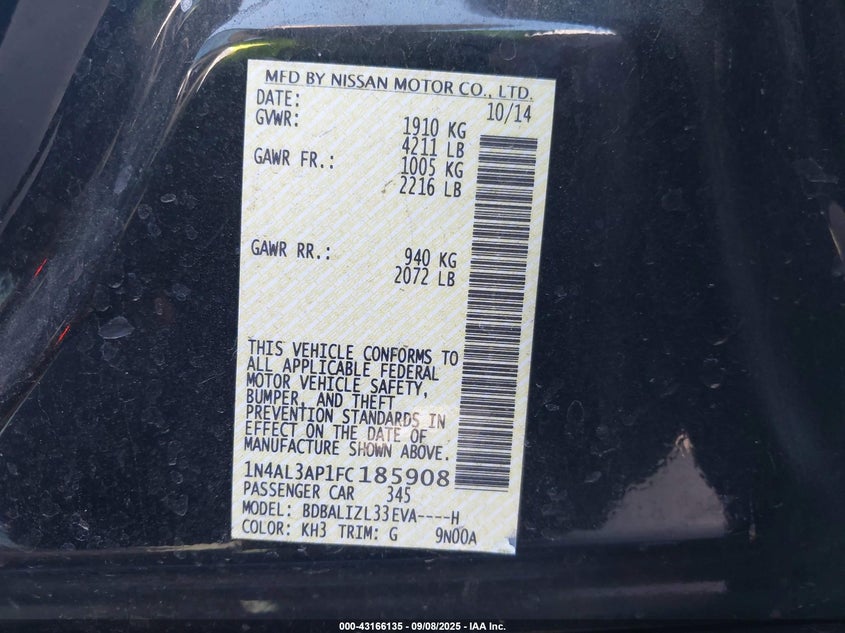 MFD BY NISSAN MOTOR CO., LTD.
DATE: 10/14
GVWR: 1910 KG
4211 LB
GAWR FR.: 1005 KG
2216 LB
GAWR RR.: 940 KG
2072 LB
THIS VEHICLE CONFORMS TO
ALL APPLICABLE FEDERAL
MOTOR VEHICLE SAFETY,
BUMPER, AND THEFT
PREVENTION STANDARDS IN
EFFECT ON THE DATE OF
MANUFACTURE SHOWN ABOVE.
1N4AL3AP1FC185908
PASSENGER CAR 345
MODEL: BDBALIZL33EVA----H
COLOR: KH3 TRIM: G 9N00A
000-43166135 - 09/08/2025 - IAA Inc.